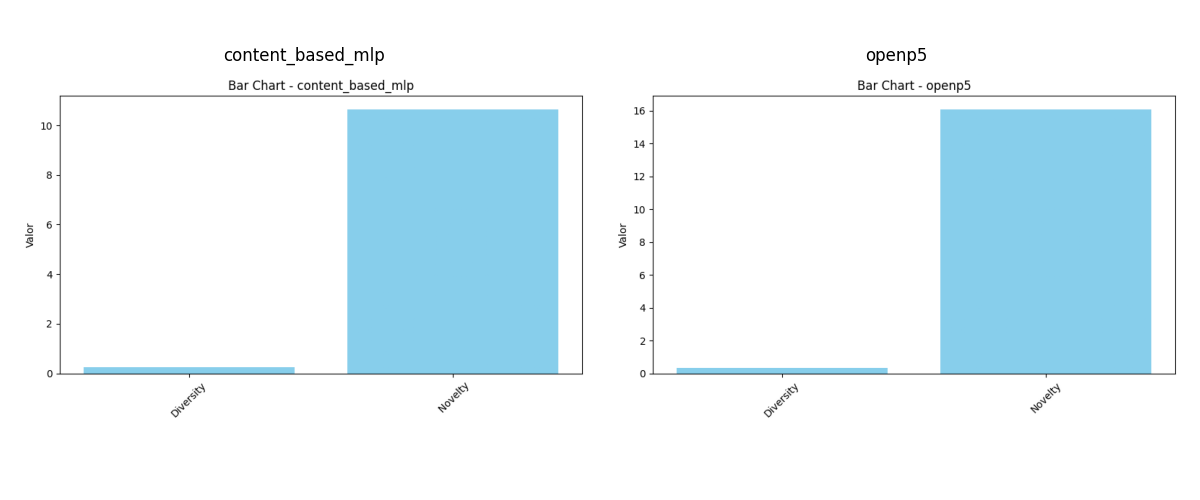 content_based_mlp
Bar Chart - content_based_mlp
Valor
10
8
6
4
2
0
Diversity
Novelty
openp5
Bar Chart - openp5
Valor
16
14
12
10
8
6
4
2
0
Diversity
Novelty